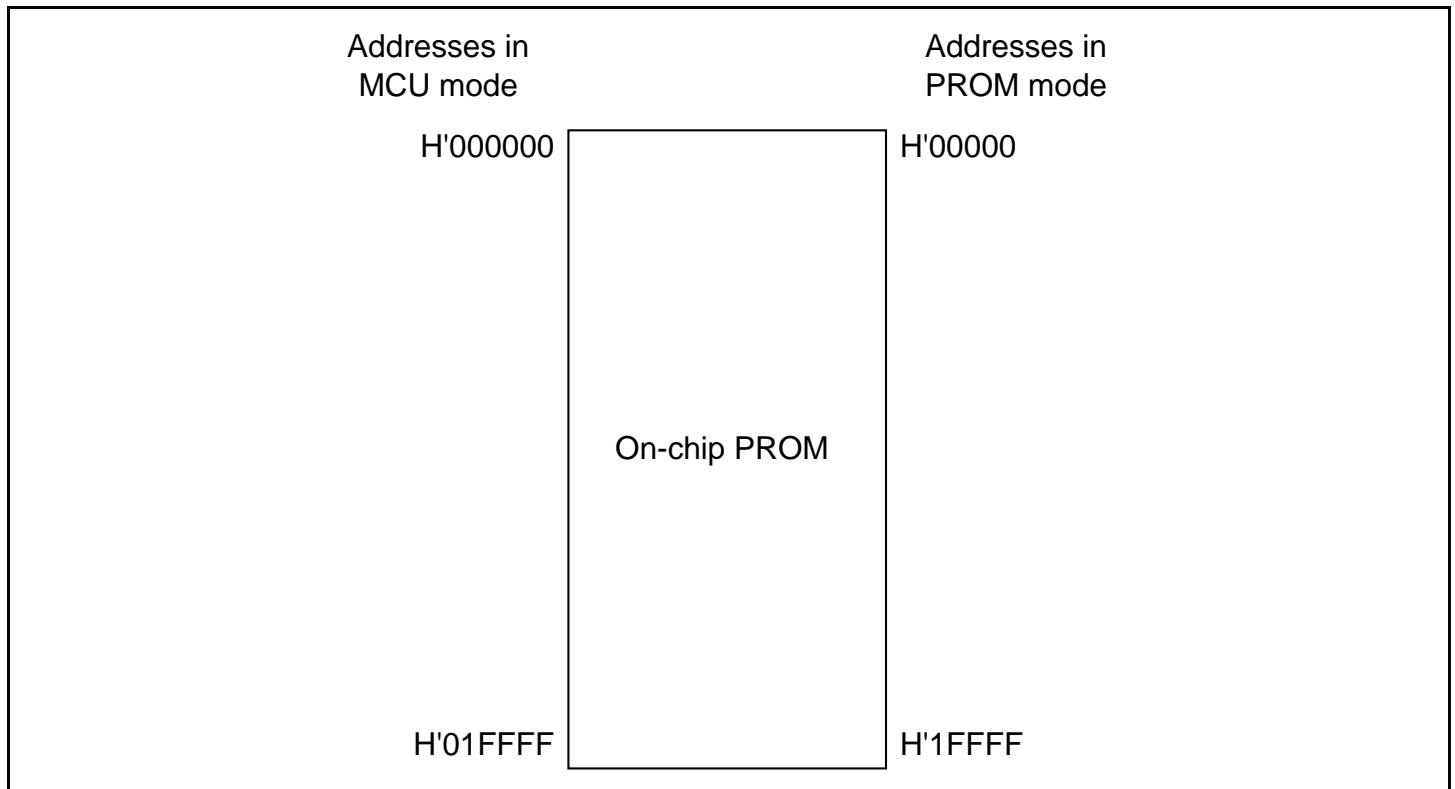 Addresses in
MCU mode
Addresses in
PROM mode
H'000000
H'00000
On-chip PROM
H'01FFFF
H'1FFFF